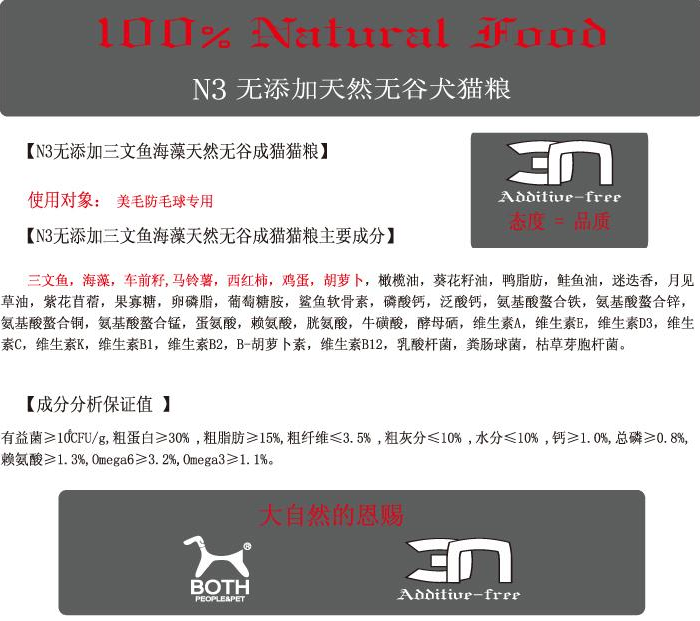 100% Natural Food
N3 无添加天然无谷犬猫粮
【N3无添加三文鱼海藻天然无谷成猫猫粮】
使用对象： 美毛防毛球专用
【N3无添加三文鱼海藻天然无谷成猫猫粮主要成分】
3n
Additive-free
态度 = 品质
三文鱼，海藻，车前籽,马铃薯，西红柿，鸡蛋，胡萝卜，橄榄油，葵花籽油，鸭脂肪，鲑鱼油，迷迭香，月见
草油，紫花苜蓿，果寡糖，卵磷脂，葡萄糖胺，鲨鱼软骨素，磷酸钙，泛酸钙，氨基酸螯合铁，氨基酸螯合锌，
氨基酸螯合铜，氨基酸螯合锰，蛋氨酸，赖氨酸，胱氨酸，牛磺酸，酵母硒，维生素A，维生素E，维生素D3，维生
素C，维生素K，维生素B1，维生素B2，B-胡萝卜素，维生素B12，乳酸杆菌，粪肠球菌，枯草芽胞杆菌。
【成分分析保证值 】
有益菌≥10⁶CFU/g,粗蛋白≥30% ,粗脂肪≥15%,粗纤维≤3.5% ,粗灰分≤10% ,水分≤10% ,钙≥1.0%,总磷≥0.8%,
赖氨酸≥1.3%,Omega6≥3.2%,Omega3≥1.1%。
大自然的恩赐
BOTH ®
PEOPLE&PET
3n
Additive-free